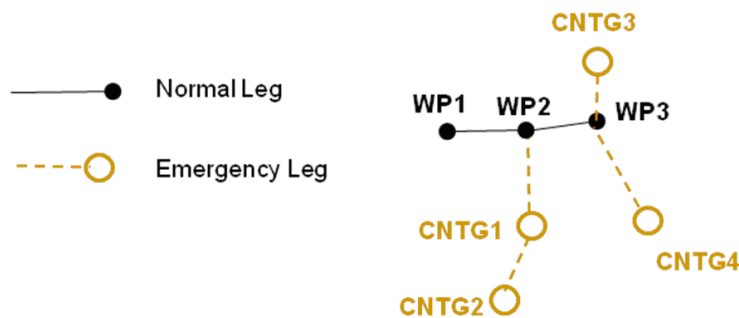 Normal Leg
Emergency Leg
CNTG3
WP1
WP2
WP3
CNTG1
CNTG4
CNTG2